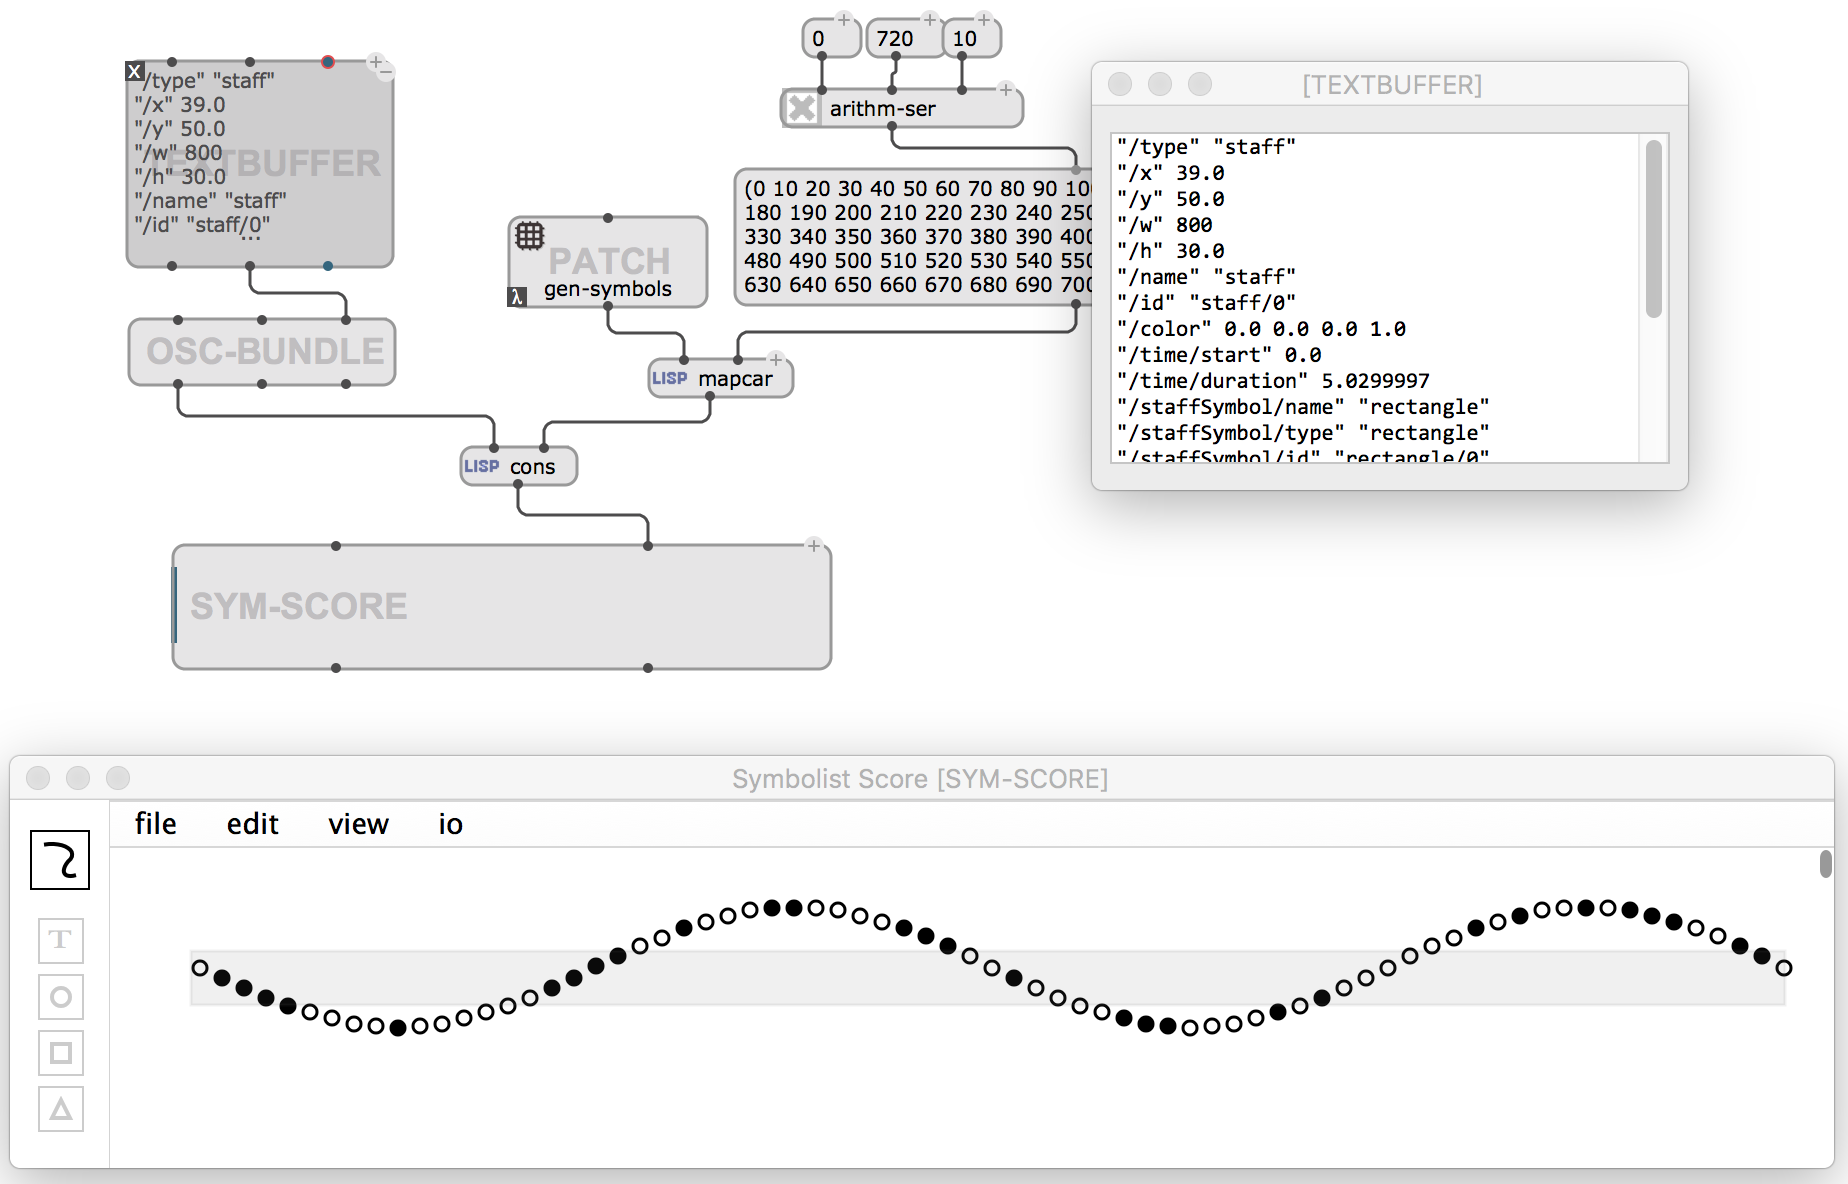 0
720
10
X
"/type" "staff"
"/x" 39.0
"/y" 50.0
"/w" 800
"/h" 30.0
"/name" "staff"
"/id" "staff/0"
...
TEXTBUFFER
arithm-ser
[TEXTBUFFER]
"/type" "staff"
"/x" 39.0
"/y" 50.0
"/w" 800
"/h" 30.0
"/name" "staff"
"/id" "staff/0"
"/color" 0.0 0.0 0.0 1.0
"/time/start" 0.0
"/time/duration" 5.0299997
"/staffSymbol/name" "rectangle"
"/staffSymbol/type" "rectangle"
"/staffSymbol/id" "rectangle/0"
(0 10 20 30 40 50 60 70 80 90 100
180 190 200 210 220 230 240 250
330 340 350 360 370 380 390 400
480 490 500 510 520 530 540 550
630 640 650 660 670 680 690 700
PATCH
gen-symbols
λ
OSC-BUNDLE
LISP mapcar
LISP cons
SYM-SCORE
Symbolist Score [SYM-SCORE]
file edit view io
T